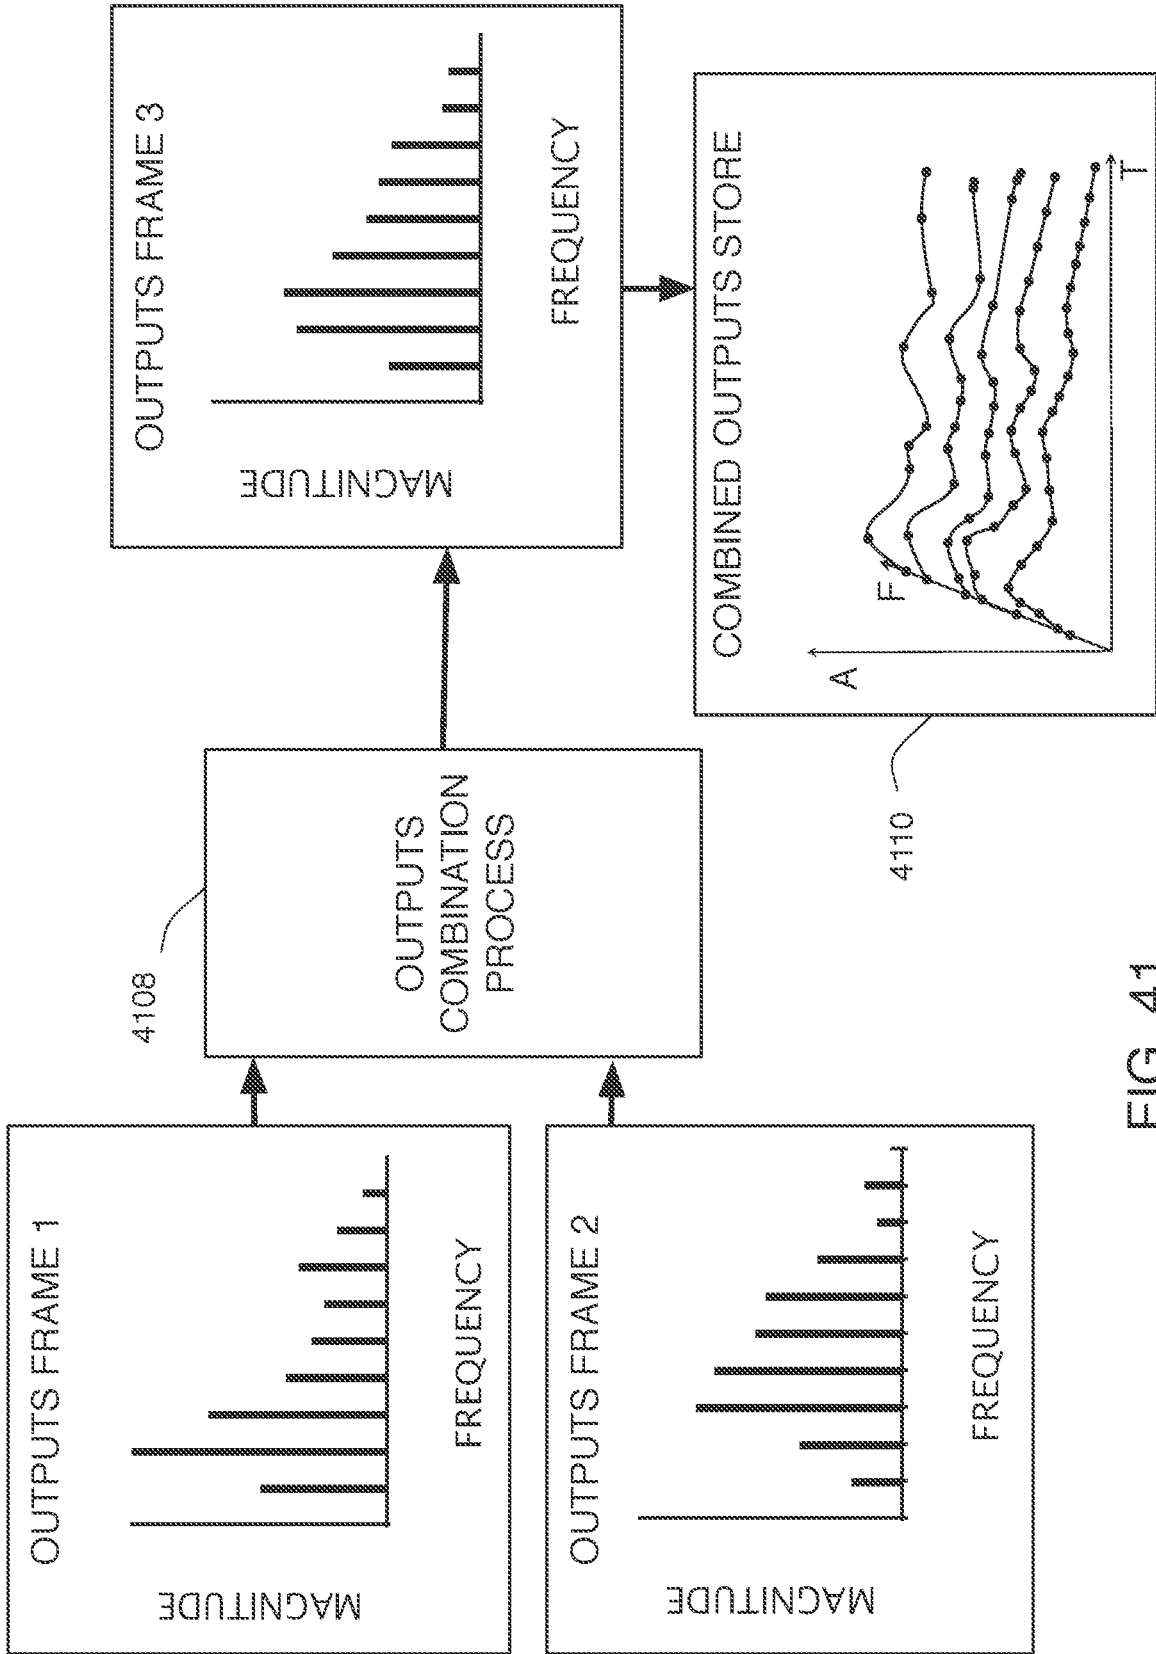 OUTPUTS FRAME 1
MAGNITUDE
FREQUENCY
OUTPUTS FRAME 2
MAGNITUDE
FREQUENCY
4108
OUTPUTS
COMBINATION
PROCESS
OUTPUTS FRAME 3
MAGNITUDE
FREQUENCY
COMBINED OUTPUTS STORE
A
F
T
4110
FIG. 41